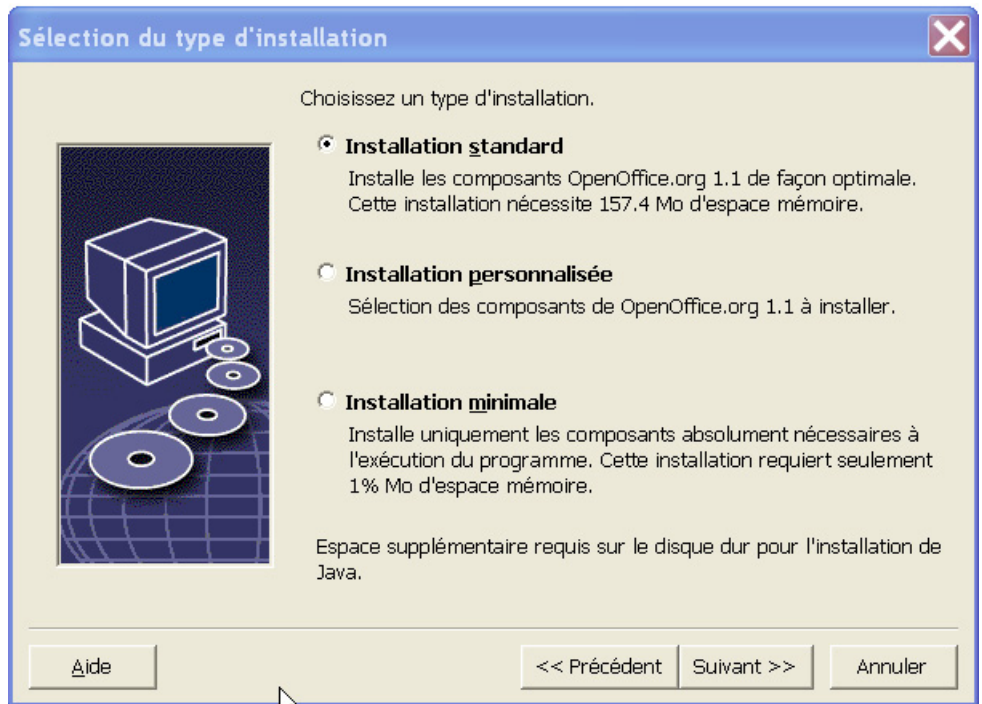 Sélection du type d'installation
Choisissez un type d'installation.
Installation standard
Installe les composants OpenOffice.org 1.1 de façon optimale.
Cette installation nécessite 157.4 Mo d'espace mémoire.
Installation personnalisée
Sélection des composants de OpenOffice.org 1.1 à installer.
Installation minimale
Installe uniquement les composants absolument nécessaires à
l'exécution du programme. Cette installation requiert seulement
1% Mo d'espace mémoire.
Espace supplémentaire requis sur le disque dur pour l'installation de
Java.
Aide
<< Précédent
Suivant >>
Annuler